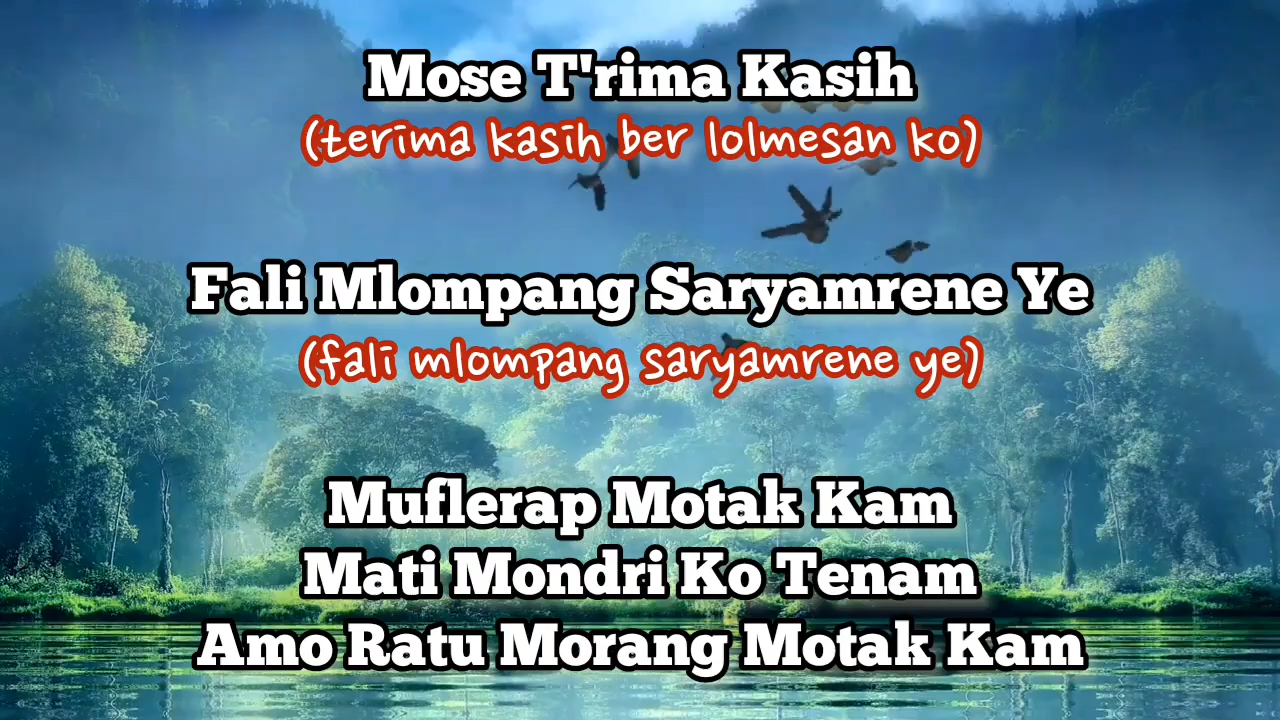 Mose T'rima Kasih
(terima kasih ber lolmesan ko)
Fali Mlompang Saryamrene Ye
(fali mlompang saryamrene ye)
Muflerap Motak Kam
Mati Mondri Ko Tenam
Amo Ratu Morang Motak Kam